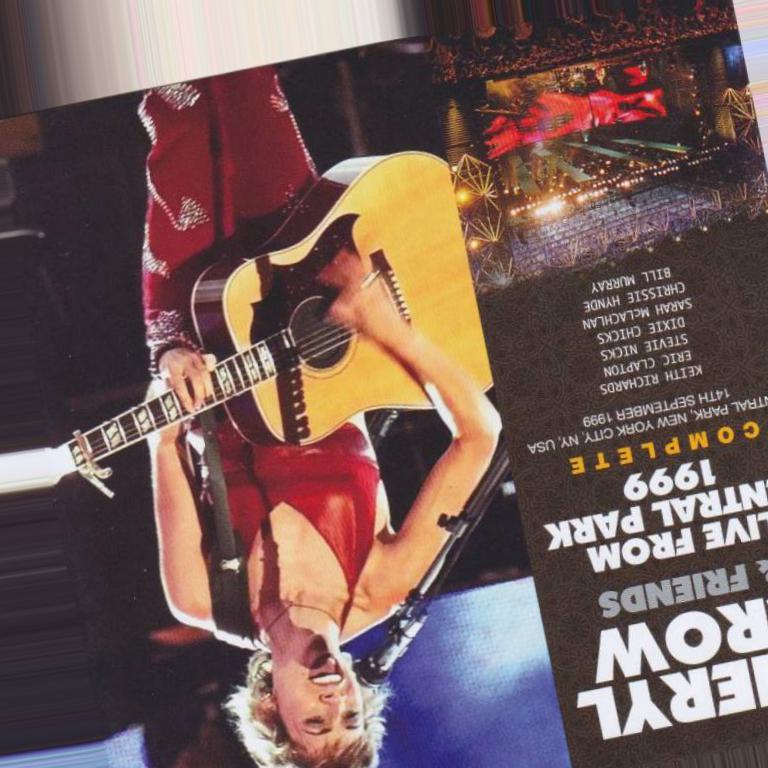 HERYL
ROW
& FRIENDS
LIVE FROM
NTRAL PARK
1999
COMPLETE
NTRAL PARK, NEW YORK CITY, NY, USA
14TH SEPTEMBER 1999
KEITH RICHARDS
ERIC CLAPTON
STEVIE NICKS
DIXIE CHICKS
SARAH McLACHLAN
CHRISSIE HYNDE
BILL MURRAY